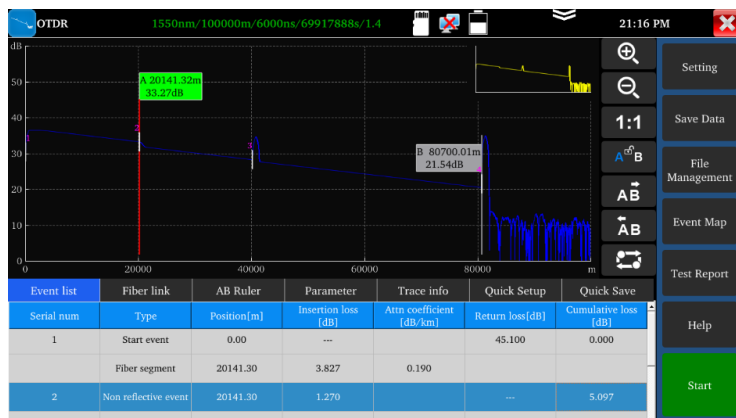 OTDR
1550nm/100000m/6000ns/69917888s/1.4
21:16 PM
dB
50
40
30
20
10
0
0
20000
40000
60000
80000
m
A 20141.32m
33.27dB
B 80700.01m
21.54dB
1
2
3
4
1:1
A B
AB
AB
Setting
Save Data
File
Management
Event Map
Test Report
Help
Start
Event list
Fiber link
AB Ruler
Parameter
Trace info
Quick Setup
Quick Save
Serial num Type Position[m] Insertion loss [dB] Attn coefficient [dB/km] Return loss[dB] Cumulative loss [dB]
1 Start event 0.00 --- 45.100 0.000
Fiber segment 20141.30 3.827 0.190
2 Non reflective event 20141.30 1.270 --- 5.097